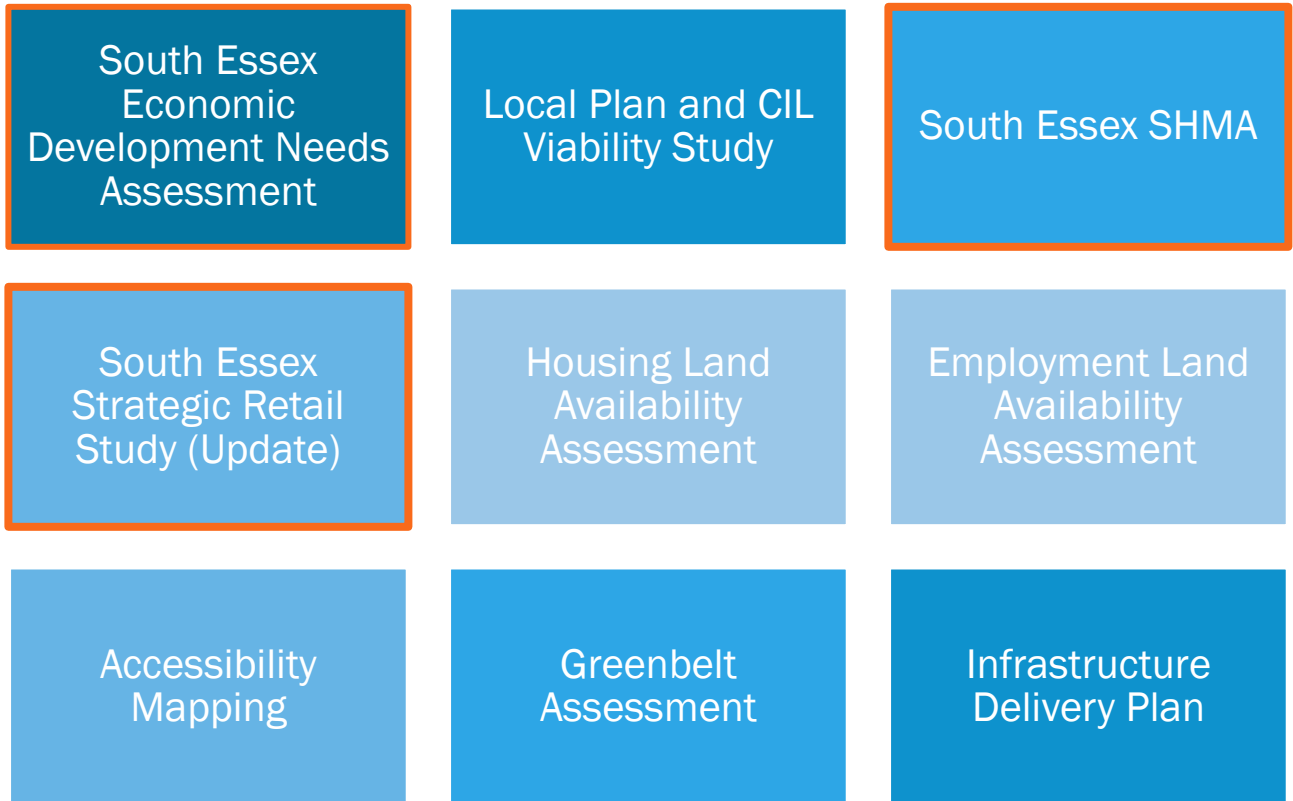 South Essex
Economic
Development Needs
Assessment
Local Plan and CIL
Viability Study
South Essex SHMA
South Essex
Strategic Retail
Study (Update)
Housing Land
Availability
Assessment
Employment Land
Availability
Assessment
Accessibility
Mapping
Greenbelt
Assessment
Infrastructure
Delivery Plan